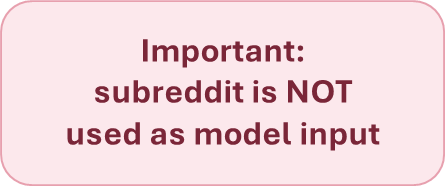 Important:
subreddit is NOT
used as model input